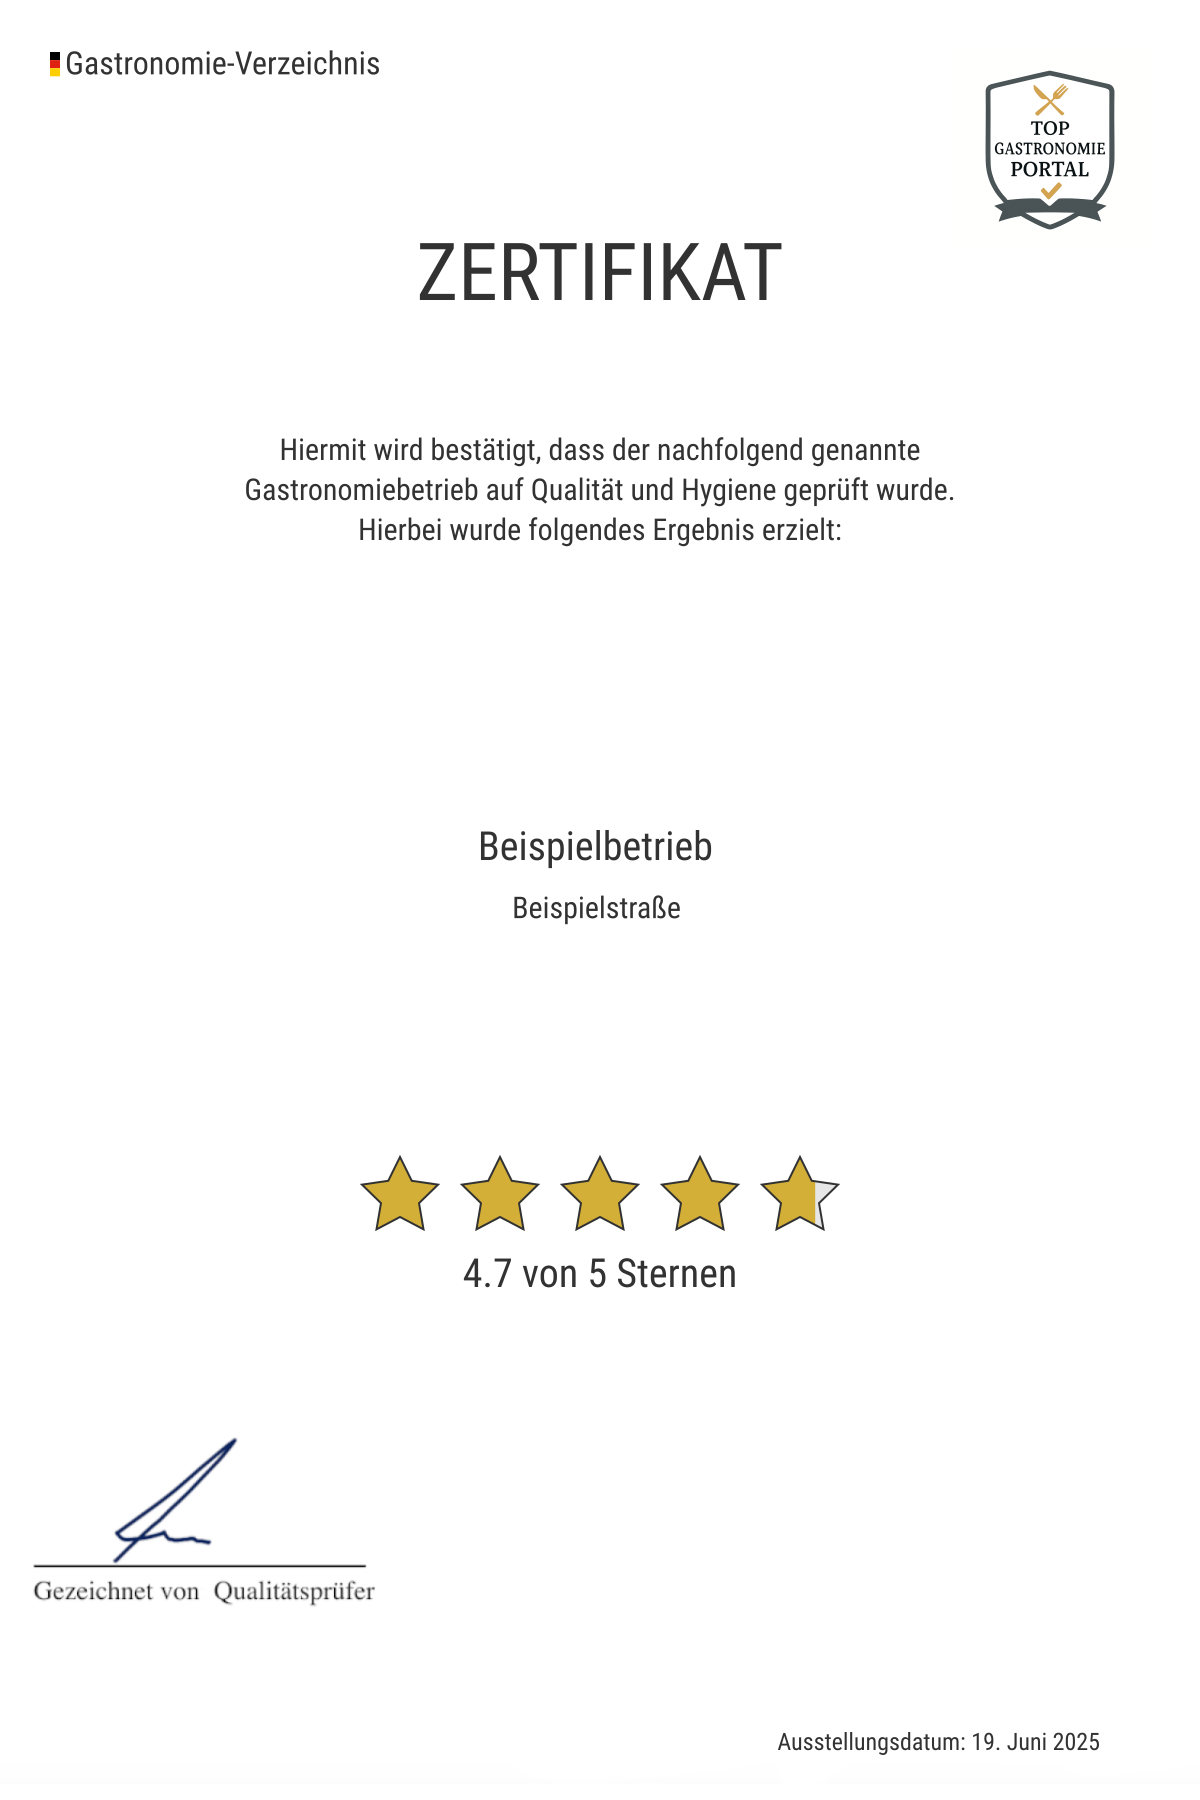 Gastronomie-Verzeichnis
TOP
GASTRONOMIE
PORTAL
ZERTIFIKAT
Hiermit wird bestätigt, dass der nachfolgend genannte
Gastronomiebetrieb auf Qualität und Hygiene geprüft wurde.
Hierbei wurde folgendes Ergebnis erzielt:
Beispielbetrieb
Beispielstraße
4.7 von 5 Sternen
Gezeichnet von Qualitätsprüfer
Ausstellungsdatum: 19. Juni 2025